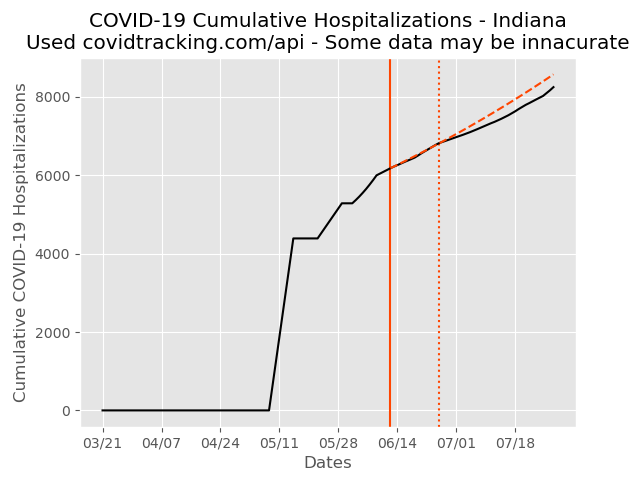 COVID-19 Cumulative Hospitalizations - Indiana
Used covidtracking.com/api - Some data may be innacurate
Cumulative COVID-19 Hospitalizations
8000
6000
4000
2000
0
03/21 04/07 04/24 05/11 05/28 06/14 07/01 07/18
Dates